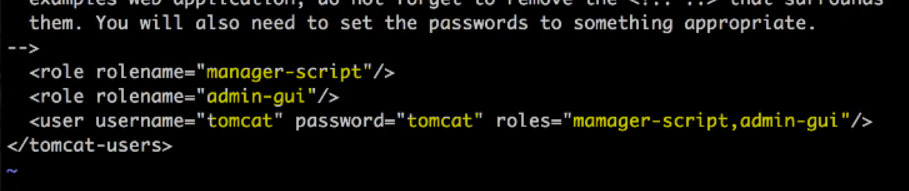 examples web application, do not forget to remove the <!.. ..> that surrounds
them. You will also need to set the passwords to something appropriate.
-->
<role rolename="manager-script"/>
<role rolename="admin-gui"/>
<user username="tomcat" password="tomcat" roles="mamager-script,admin-gui"/>
</tomcat-users>
~